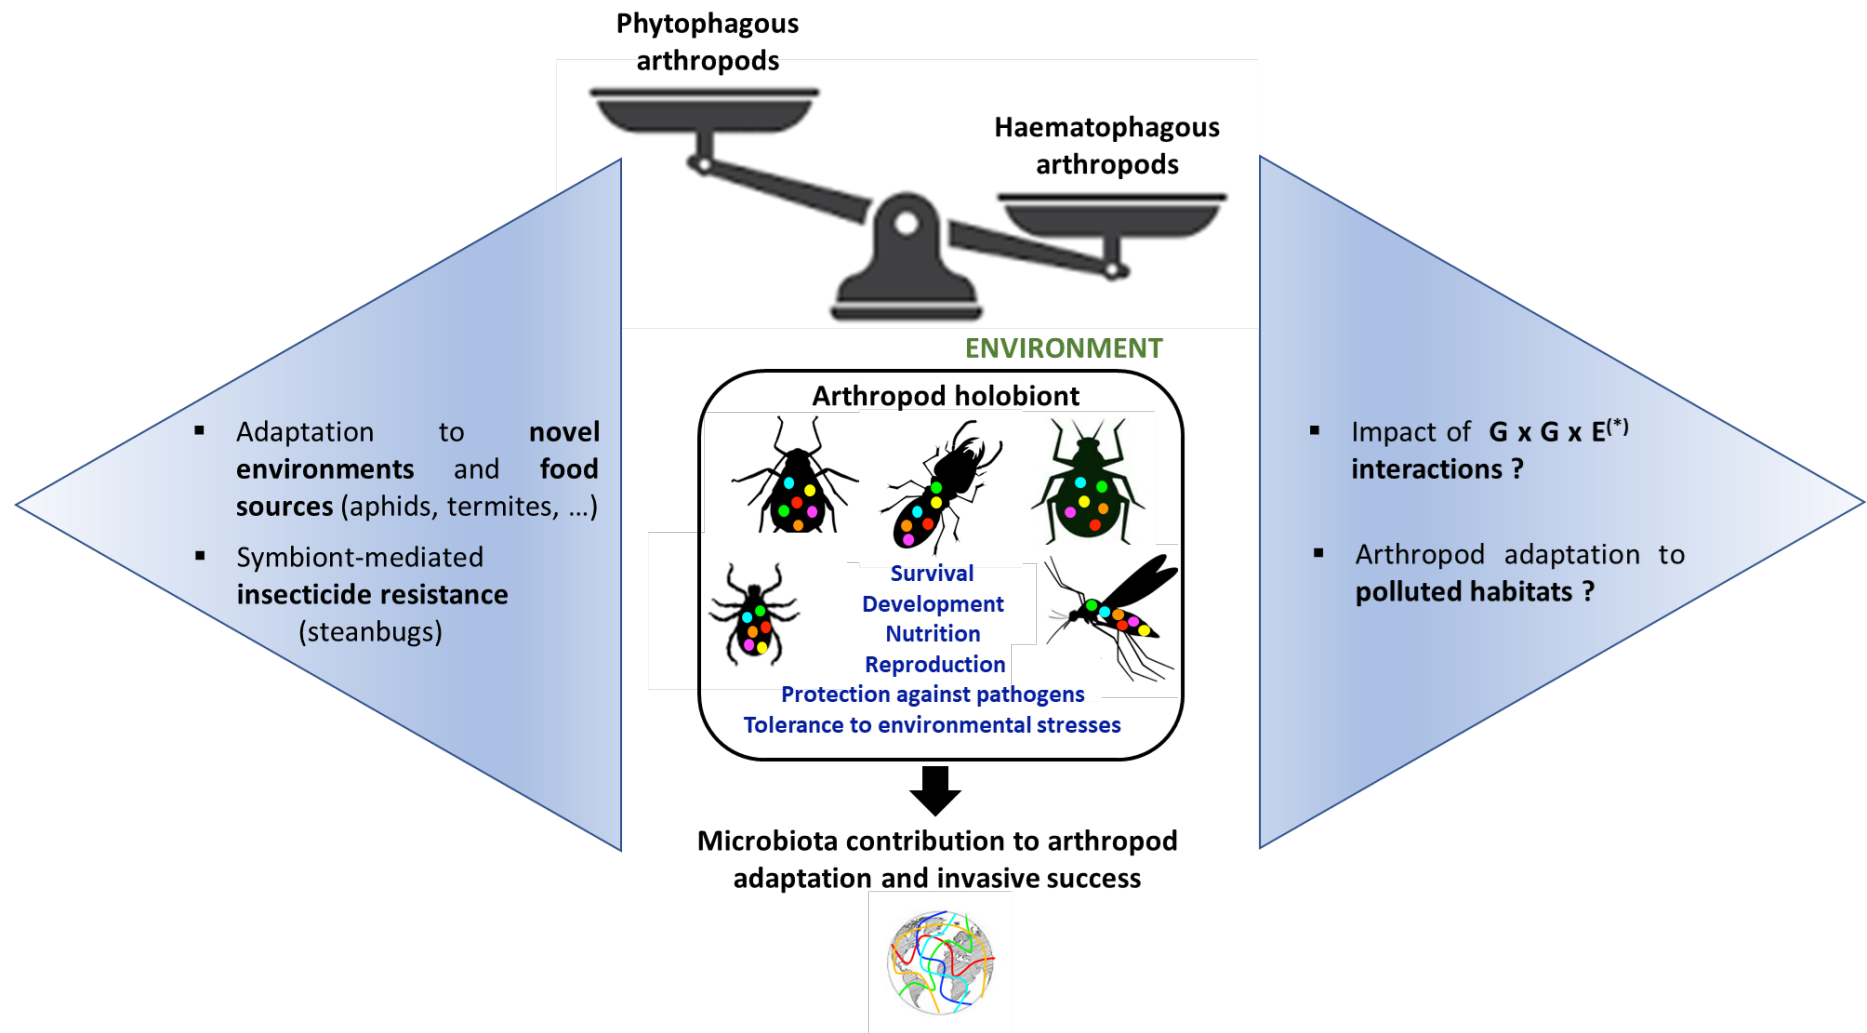 Phytophagous
arthropods
Haematophagous
arthropods
ENVIRONMENT
Arthropod holobiont
Survival
Development
Nutrition
Reproduction
Protection against pathogens
Tolerance to environmental stresses
▪ Adaptation to novel
environments and food
sources (aphids, termites, ...)
▪ Symbiont-mediated
insecticide resistance
(steanbugs)
▪ Impact of G x G x E(*)
interactions ?
▪ Arthropod adaptation to
polluted habitats ?
Microbiota contribution to arthropod
adaptation and invasive success